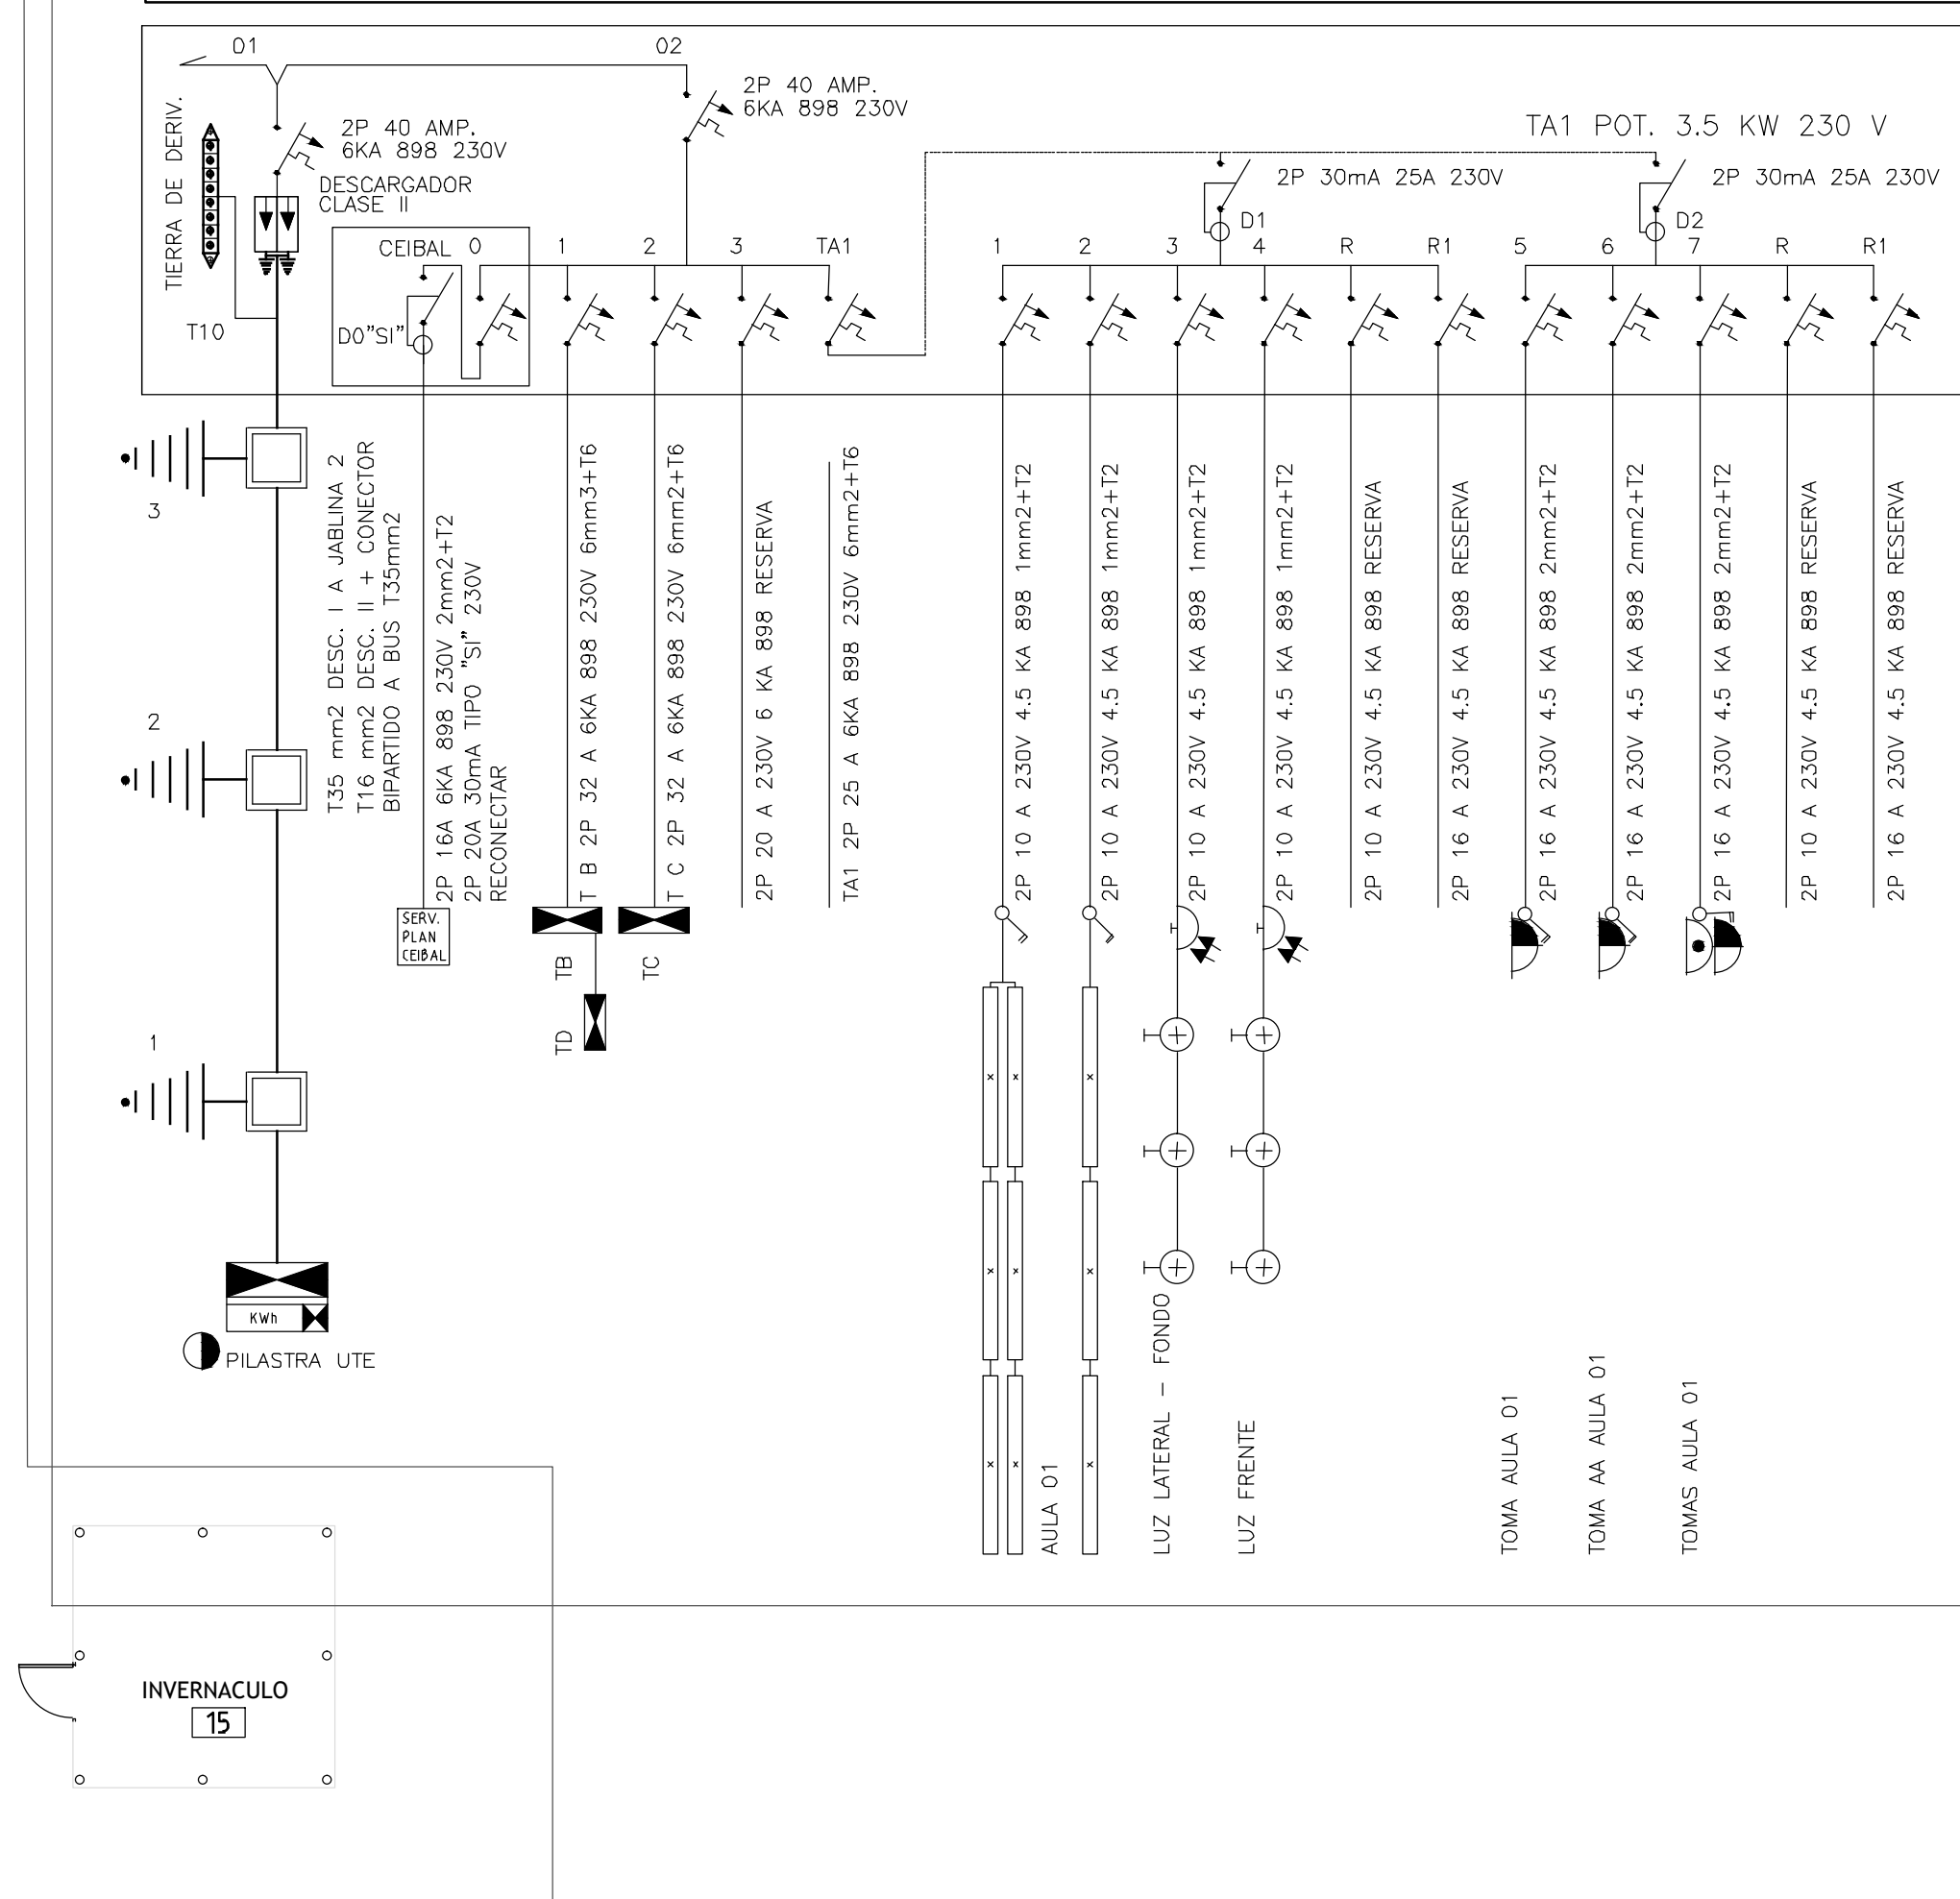 01
02
2P 40 AMP.
6KA 898 230V
2P 40 AMP.
6KA 898 230V
TA1 POT. 3.5 KW 230 V
TIERRA DE DERIV.
DESCARGADOR
CLASE II
2P 30mA 25A 230V
2P 30mA 25A 230V
D1
D2
CEIBAL
0
1
2
3
TA1
1
2
3
4
R
R1
5
6
7
R
R1
T10
D0"SI"
3
2
1
T35 mm2 DESC. I A JABLINA 2
T16 mm2 DESC. II + CONECTOR
BIPARTIDO A BUS T35mm2
2P 16A 6KA 898 230V 2mm2+T2
2P 20A 30mA TIPO "SI" 230V
RECONECTAR
T B 2P 32 A 6KA 898 230V 6mm3+T6
T C 2P 32 A 6KA 898 230V 6mm2+T6
2P 20 A 230V 6 KA 898 RESERVA
TA1 2P 25 A 6KA 898 230V 6mm2+T6
2P 10 A 230V 4.5 KA 898 1mm2+T2
2P 10 A 230V 4.5 KA 898 1mm2+T2
2P 10 A 230V 4.5 KA 898 1mm2+T2
2P 10 A 230V 4.5 KA 898 1mm2+T2
2P 10 A 230V 4.5 KA 898 RESERVA
2P 16 A 230V 4.5 KA 898 RESERVA
2P 16 A 230V 4.5 KA 898 2mm2+T2
2P 16 A 230V 4.5 KA 898 2mm2+T2
2P 16 A 230V 4.5 KA 898 2mm2+T2
2P 10 A 230V 4.5 KA 898 RESERVA
2P 16 A 230V 4.5 KA 898 RESERVA
SERV.
PLAN
CEIBAL
TB
TC
TD
KWh
PILASTRA UTE
AULA 01
LUZ LATERAL - FONDO
LUZ FRENTE
TOMA AULA 01
TOMA AA AULA 01
TOMAS AULA 01
INVERNACULO
15